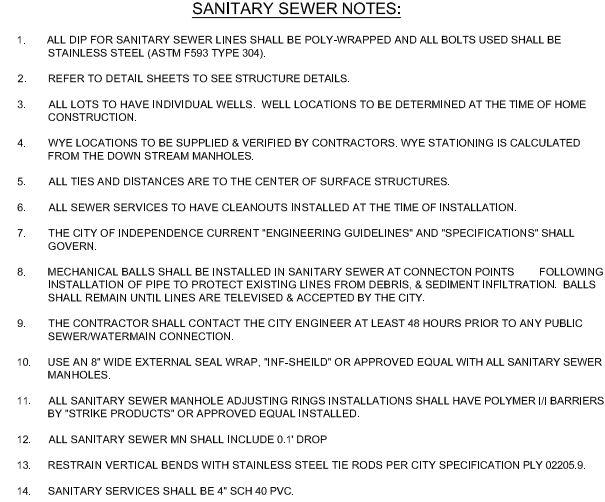 SANITARY SEWER NOTES:
1. ALL DIP FOR SANITARY SEWER LINES SHALL BE POLY-WRAPPED AND ALL BOLTS USED SHALL BE
STAINLESS STEEL (ASTM F593 TYPE 304).
2. REFER TO DETAIL SHEETS TO SEE STRUCTURE DETAILS.
3. ALL LOTS TO HAVE INDIVIDUAL WELLS. WELL LOCATIONS TO BE DETERMINED AT THE TIME OF HOME
CONSTRUCTION.
4. WYE LOCATIONS TO BE SUPPLIED & VERIFIED BY CONTRACTORS. WYE STATIONING IS CALCULATED
FROM THE DOWN STREAM MANHOLES.
5. ALL TIES AND DISTANCES ARE TO THE CENTER OF SURFACE STRUCTURES.
6. ALL SEWER SERVICES TO HAVE CLEANOUTS INSTALLED AT THE TIME OF INSTALLATION.
7. THE CITY OF INDEPENDENCE CURRENT "ENGINEERING GUIDELINES" AND "SPECIFICATIONS" SHALL
GOVERN.
8. MECHANICAL BALLS SHALL BE INSTALLED IN SANITARY SEWER AT CONNECTON POINTS FOLLOWING
INSTALLATION OF PIPE TO PROTECT EXISTING LINES FROM DEBRIS, & SEDIMENT INFILTRATION. BALLS
SHALL REMAIN UNTIL LINES ARE TELEVISED & ACCEPTED BY THE CITY.
9. THE CONTRACTOR SHALL CONTACT THE CITY ENGINEER AT LEAST 48 HOURS PRIOR TO ANY PUBLIC
SEWER/WATERMAIN CONNECTION.
10. USE AN 8" WIDE EXTERNAL SEAL WRAP, "INF-SHEILD" OR APPROVED EQUAL WITH ALL SANITARY SEWER
MANHOLES.
11. ALL SANITARY SEWER MANHOLE ADJUSTING RINGS INSTALLATIONS SHALL HAVE POLYMER I/I BARRIERS
BY "STRIKE PRODUCTS" OR APPROVED EQUAL INSTALLED.
12. ALL SANITARY SEWER MN SHALL INCLUDE 0.1' DROP
13. RESTRAIN VERTICAL BENDS WITH STAINLESS STEEL TIE RODS PER CITY SPECIFICATION PLY 02205.9.
14. SANITARY SERVICES SHALL BE 4" SCH 40 PVC.